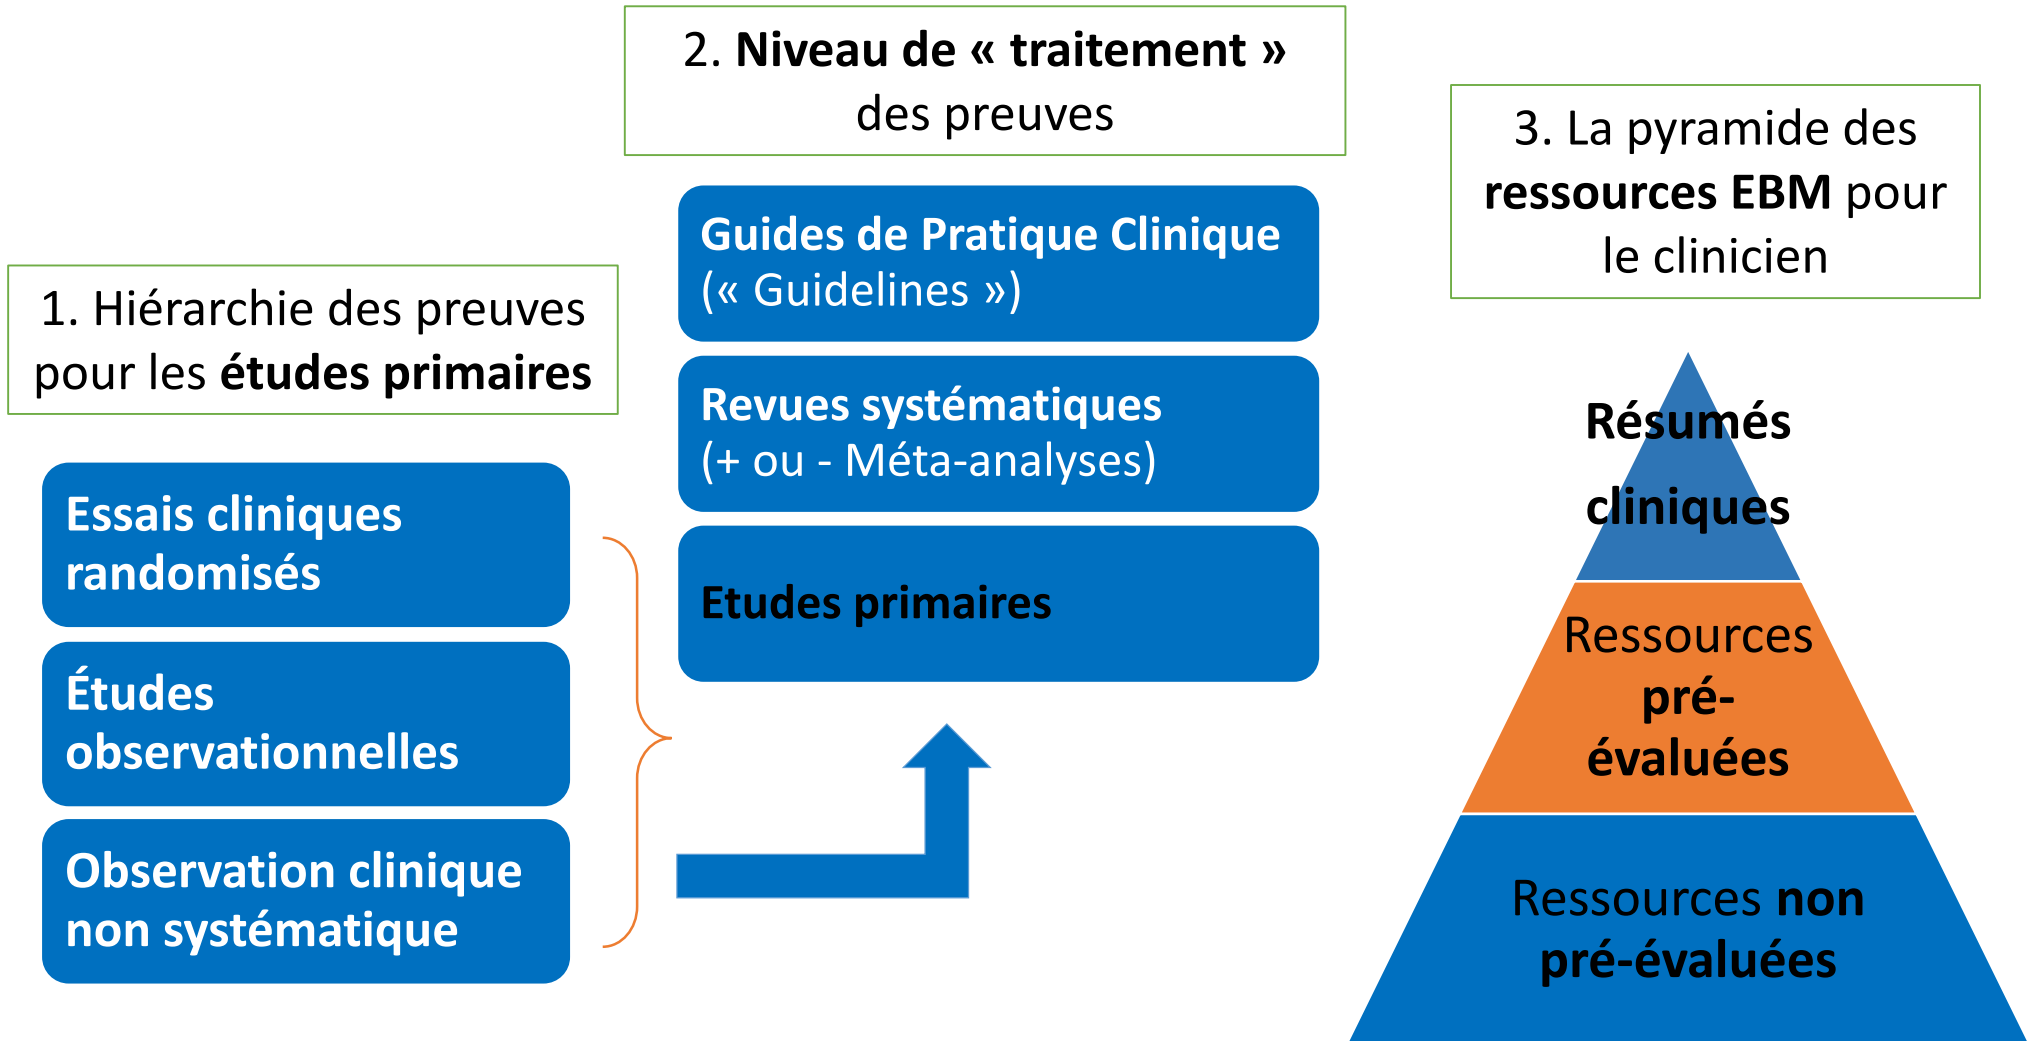 1. Hiérarchie des preuves
pour les études primaires
Essais cliniques
randomisés
Études
observationnelles
Observation clinique
non systématique
2. Niveau de « traitement »
des preuves
Guides de Pratique Clinique
(« Guidelines »)
Revues systématiques
(+ ou - Méta-analyses)
Etudes primaires
3. La pyramide des
ressources EBM pour
le clinicien
Résumés
cliniques
Ressources
pré-
évaluées
Ressources non
pré-évaluées